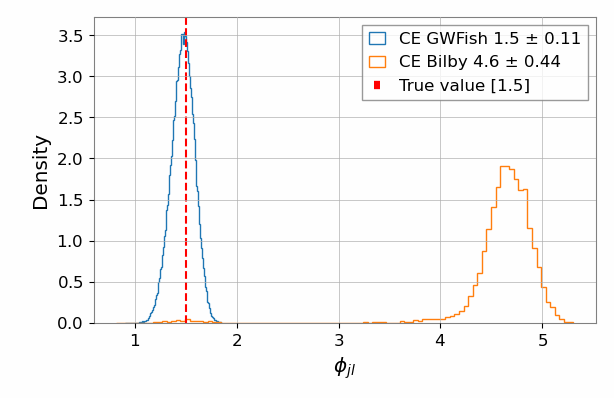 CE GWFish 1.5 ± 0.11
CE Bilby 4.6 ± 0.44
True value [1.5]
Density
3.5
3.0
2.5
2.0
1.5
1.0
0.5
0.0
1 2 3 4 5
ϕjl